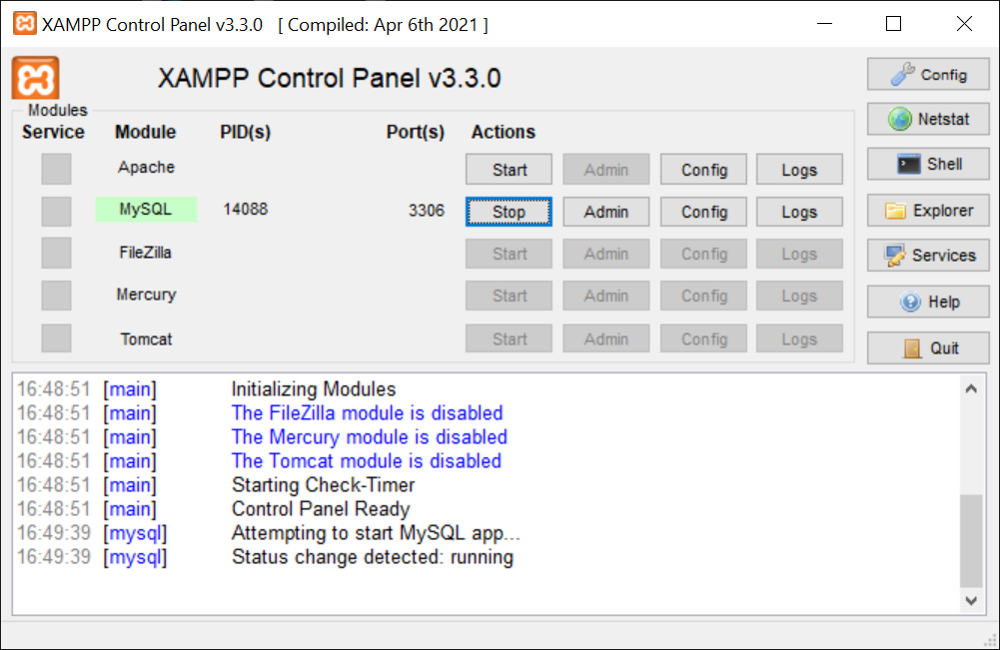 XAMPP Control Panel v3.3.0 [ Compiled: Apr 6th 2021 ]
XAMPP Control Panel v3.3.0
Config
Modules
Service Module PID(s) Port(s) Actions
Netstat
Apache Start Admin Config Logs
Shell
MySQL 14088 3306 Stop Admin Config Logs
Explorer
FileZilla Start Admin Config Logs
Services
Mercury Start Admin Config Logs
Help
Tomcat Start Admin Config Logs
Quit
16:48:51 [main] Initializing Modules
16:48:51 [main] The FileZilla module is disabled
16:48:51 [main] The Mercury module is disabled
16:48:51 [main] The Tomcat module is disabled
16:48:51 [main] Starting Check-Timer
16:48:51 [main] Control Panel Ready
16:49:39 [mysql] Attempting to start MySQL app...
16:49:39 [mysql] Status change detected: running